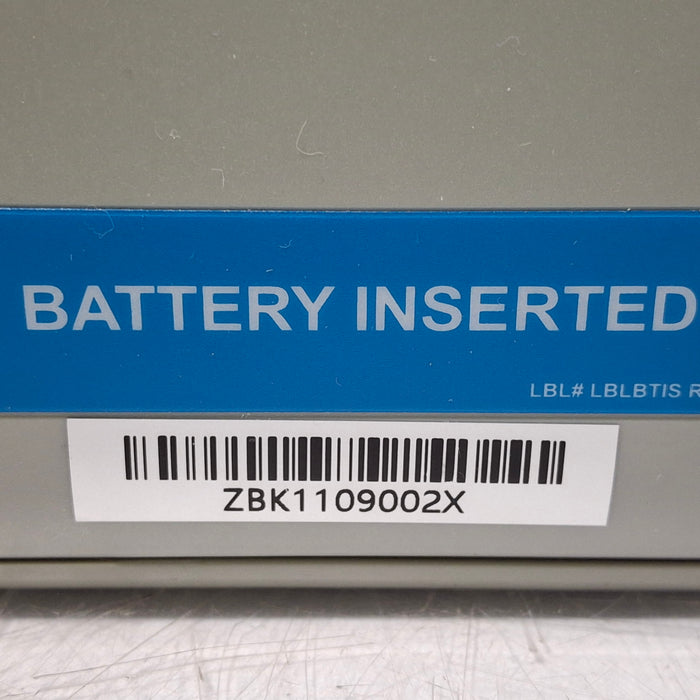 BATTERY INSERTED
LBL# LBLBTIS R
ZBK1109002X